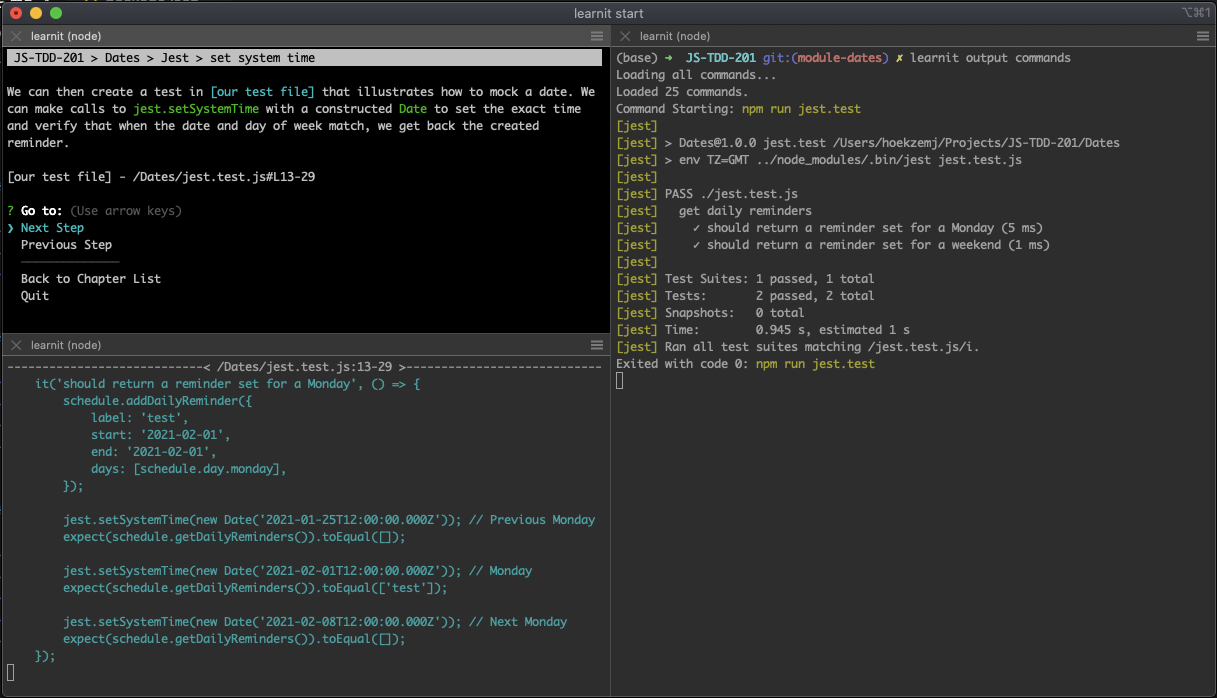 learnit start
⌥⌘1
learnit (node)
JS-TDD-201 > Dates > Jest > set system time
We can then create a test in [our test file] that illustrates how to mock a date. We
can make calls to jest.setSystemTime with a constructed Date to set the exact time
and verify that when the date and day of week match, we get back the created
reminder.
[our test file] - /Dates/jest.test.js#L13-29
? Go to: (Use arrow keys)
❯ Next Step
Previous Step
──────────────
Back to Chapter List
Quit
learnit (node)
-----------------------------< /Dates/jest.test.js:13-29 >----------------------------
it('should return a reminder set for a Monday', () => {
schedule.addDailyReminder({
label: 'test',
start: '2021-02-01',
end: '2021-02-01',
days: [schedule.day.monday],
});
jest.setSystemTime(new Date('2021-01-25T12:00:00.000Z')); // Previous Monday
expect(schedule.getDailyReminders()).toEqual([]);
jest.setSystemTime(new Date('2021-02-01T12:00:00.000Z')); // Monday
expect(schedule.getDailyReminders()).toEqual(['test']);
jest.setSystemTime(new Date('2021-02-08T12:00:00.000Z')); // Next Monday
expect(schedule.getDailyReminders()).toEqual([]);
});
learnit (node)
(base) ➜ JS-TDD-201 git:(module-dates) ✗ learnit output commands
Loading all commands...
Loaded 25 commands.
Command Starting: npm run jest.test
[jest]
[jest] > Dates@1.0.0 jest.test /Users/hoekzemj/Projects/JS-TDD-201/Dates
[jest] > env TZ=GMT ../node_modules/.bin/jest jest.test.js
[jest]
[jest] PASS ./jest.test.js
[jest] get daily reminders
[jest] ✓ should return a reminder set for a Monday (5 ms)
[jest] ✓ should return a reminder set for a weekend (1 ms)
[jest]
[jest] Test Suites: 1 passed, 1 total
[jest] Tests: 2 passed, 2 total
[jest] Snapshots: 0 total
[jest] Time: 0.945 s, estimated 1 s
[jest] Ran all test suites matching /jest.test.js/i.
Exited with code 0: npm run jest.test